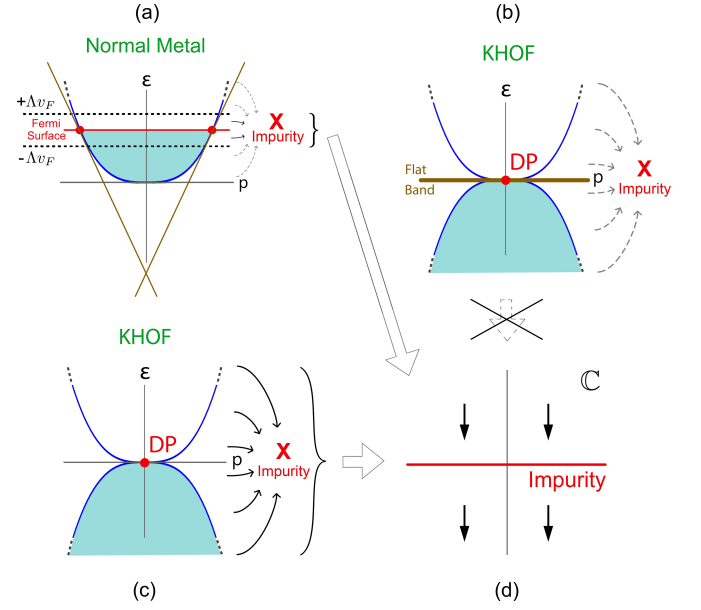 (a)
Normal Metal
ε
+Λv_F
Fermi
Surface
-Λv_F
X
Impurity
p
(b)
KHOF
ε
DP
Flat
Band
p
X
Impurity
KHOF
ε
DP
p
X
Impurity
(c)
ℂ
Impurity
(d)